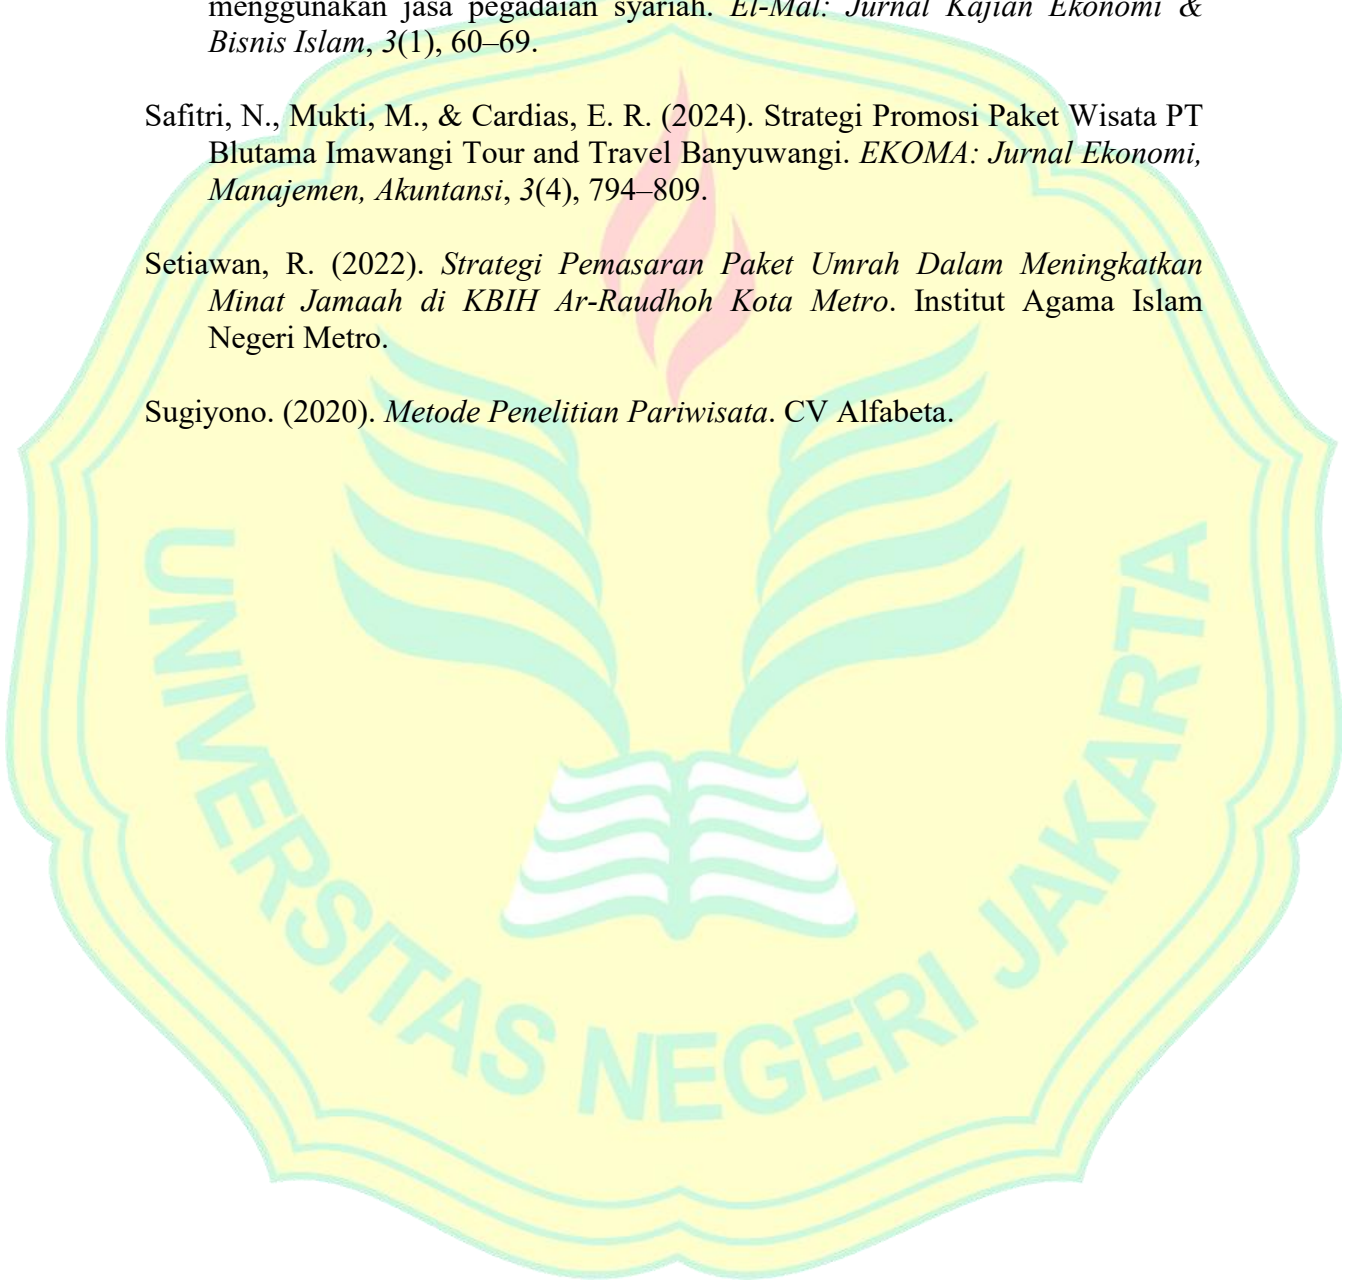 menggunakan jasa pegadaian syariah. El-Mal: Jurnal Kajian Ekonomi &
Bisnis Islam, 3(1), 60–69.
Safitri, N., Mukti, M., & Cardias, E. R. (2024). Strategi Promosi Paket Wisata PT
Blutama Imawangi Tour and Travel Banyuwangi. EKOMA: Jurnal Ekonomi,
Manajemen, Akuntansi, 3(4), 794–809.
Setiawan, R. (2022). Strategi Pemasaran Paket Umrah Dalam Meningkatkan
Minat Jamaah di KBIH Ar-Raudhoh Kota Metro. Institut Agama Islam
Negeri Metro.
Sugiyono. (2020). Metode Penelitian Pariwisata. CV Alfabeta.
UNIVERSITAS NEGERI JAKARTA